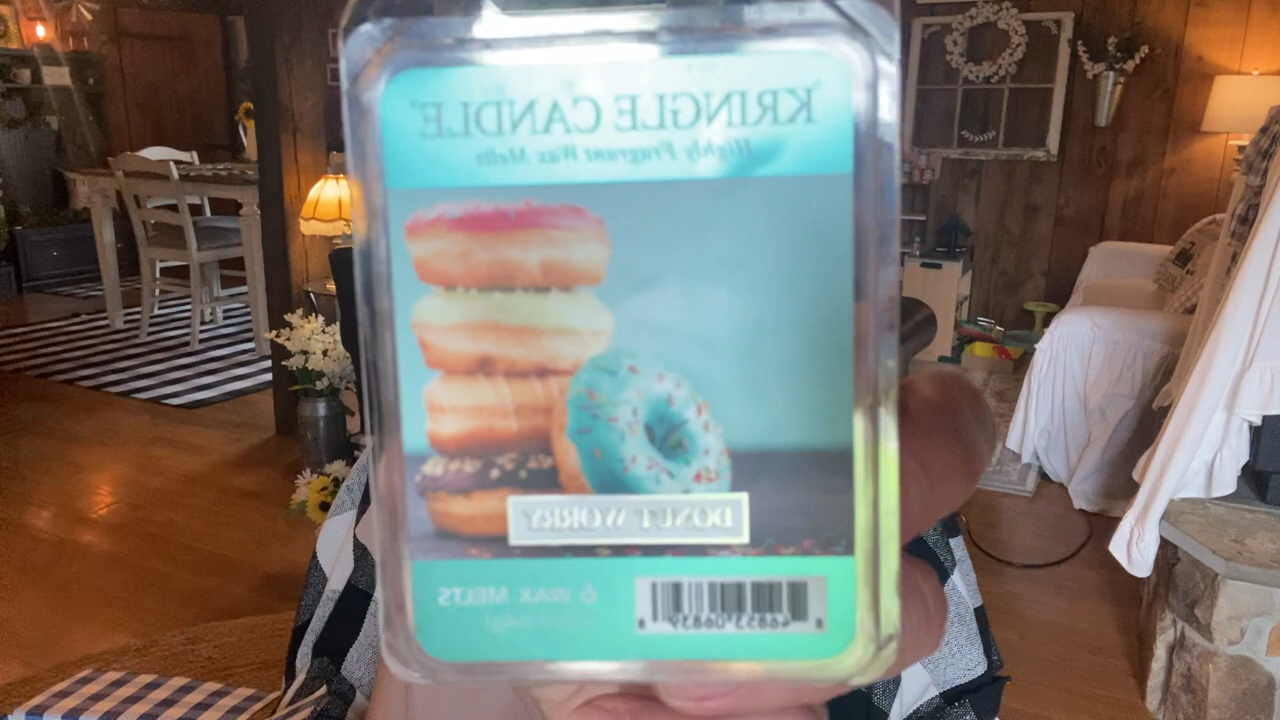 KRINGLE CANDLE
Highly Fragrant Wax Melts
DONUT WORRY
6 WAX MELTS